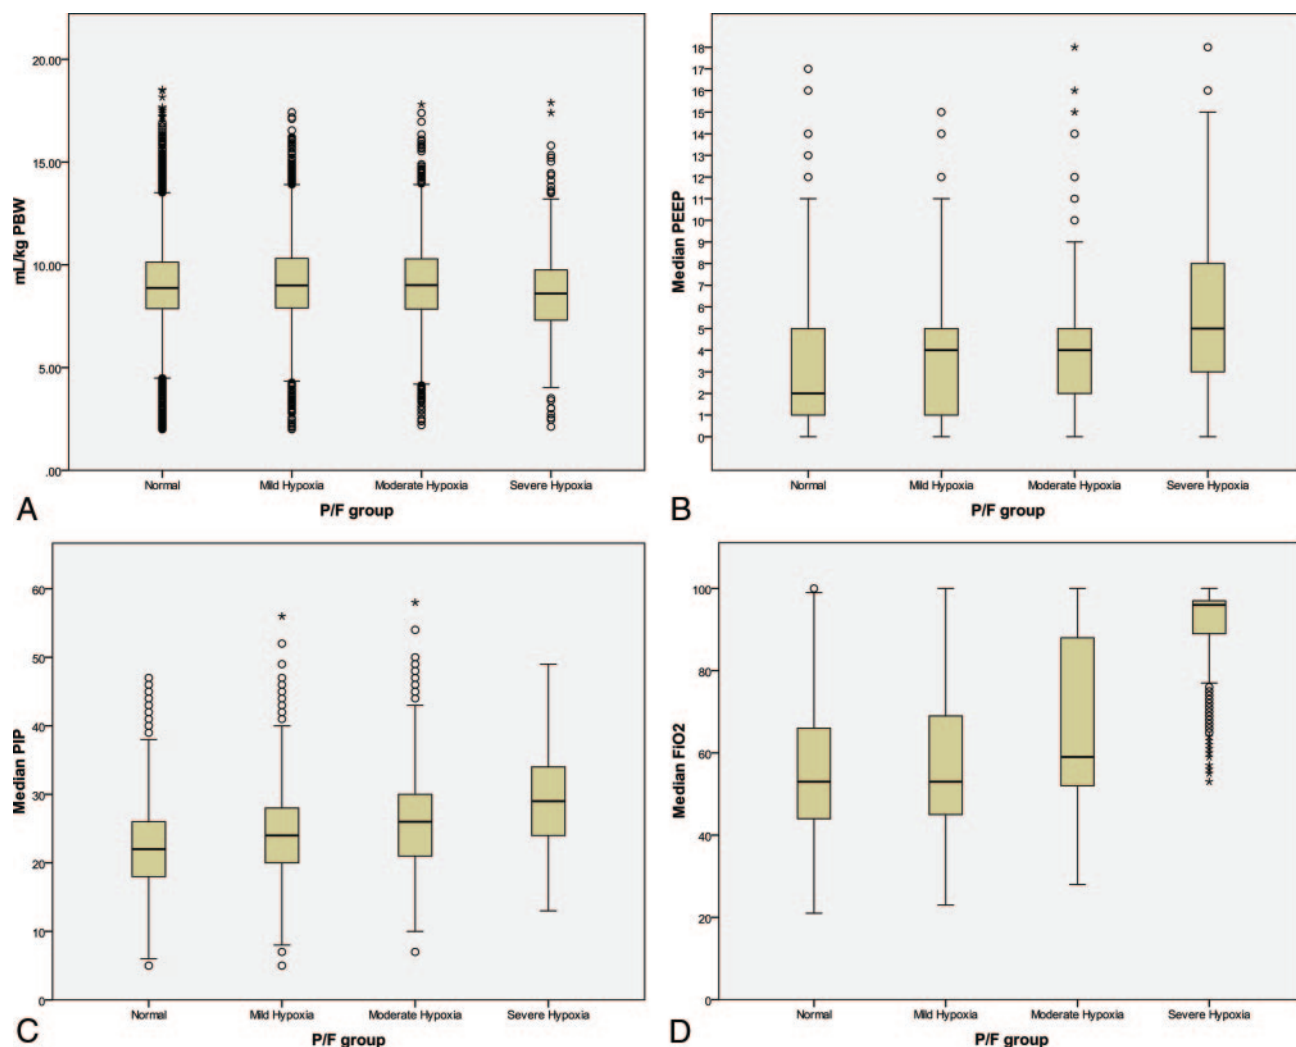 20.00
15.00
10.00
5.00
.00
mL/kg PBW
Normal Mild Hypoxia Moderate Hypoxia Severe Hypoxia
P/F group
A
18
17
16
15
14
13
12
11
10
9
8
7
6
5
4
3
2
1
0
Median PEEP
Normal Mild Hypoxia Moderate Hypoxia Severe Hypoxia
P/F group
B
60
50
40
30
20
10
0
Median PIP
Normal Mild Hypoxia Moderate Hypoxia Severe Hypoxia
P/F group
C
100
80
60
40
20
0
Median FiO2
Normal Mild Hypoxia Moderate Hypoxia Severe Hypoxia
P/F group
D